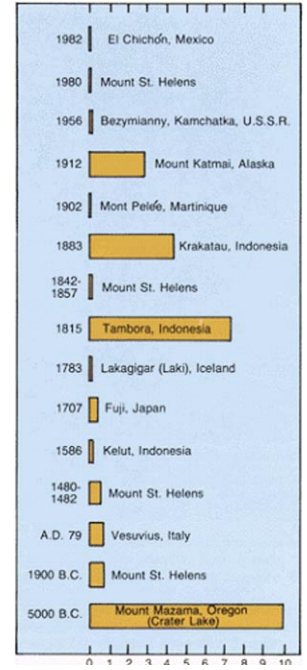 1982 El Chichón, Mexico
1980 Mount St. Helens
1956 Bezymianny, Kamchatka, U.S.S.R.
1912 Mount Katmai, Alaska
1902 Mont Peleé, Martinique
1883 Krakatau, Indonesia
1842-
1857 Mount St. Helens
1815 Tambora, Indonesia
1783 Lakagigar (Laki), Iceland
1707 Fuji, Japan
1586 Kelut, Indonesia
1480-
1482 Mount St. Helens
A.D. 79 Vesuvius, Italy
1900 B.C. Mount St. Helens
5000 B.C. Mount Mazama, Oregon
(Crater Lake)
0 1 2 3 4 5 6 7 8 9 10